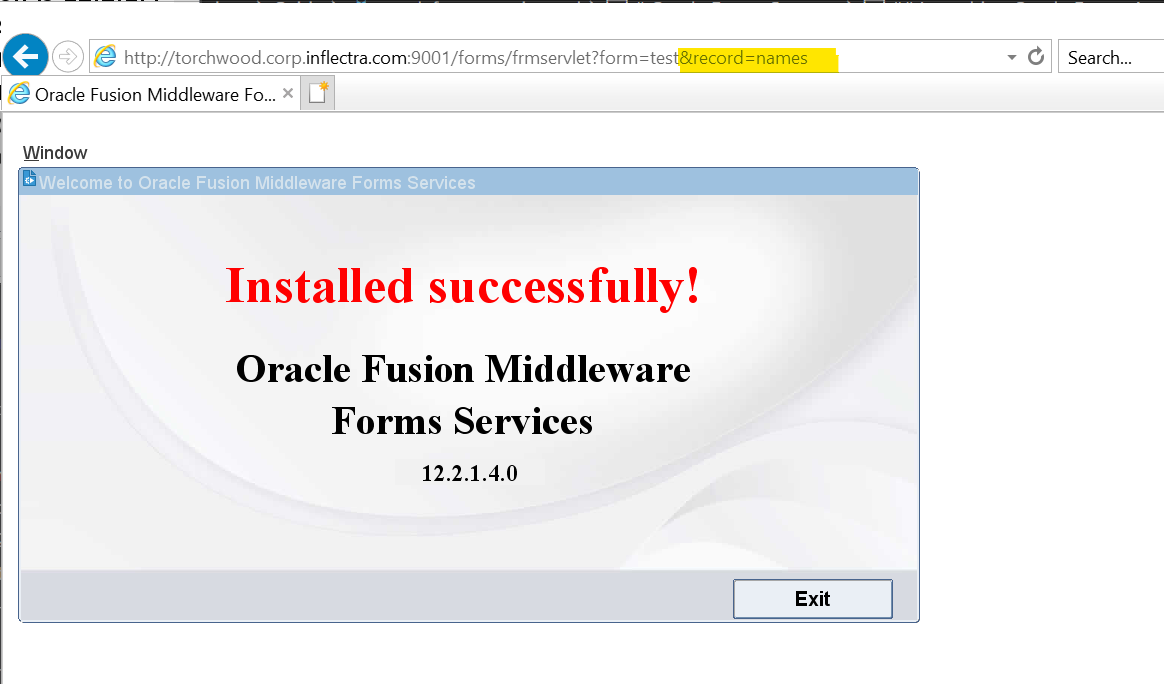 http://torchwood.corp.inflectra.com:9001/forms/frmservlet?form=test&record=names
Search...
Oracle Fusion Middleware Fo...
Window
Welcome to Oracle Fusion Middleware Forms Services
Installed successfully!
Oracle Fusion Middleware
Forms Services
12.2.1.4.0
Exit